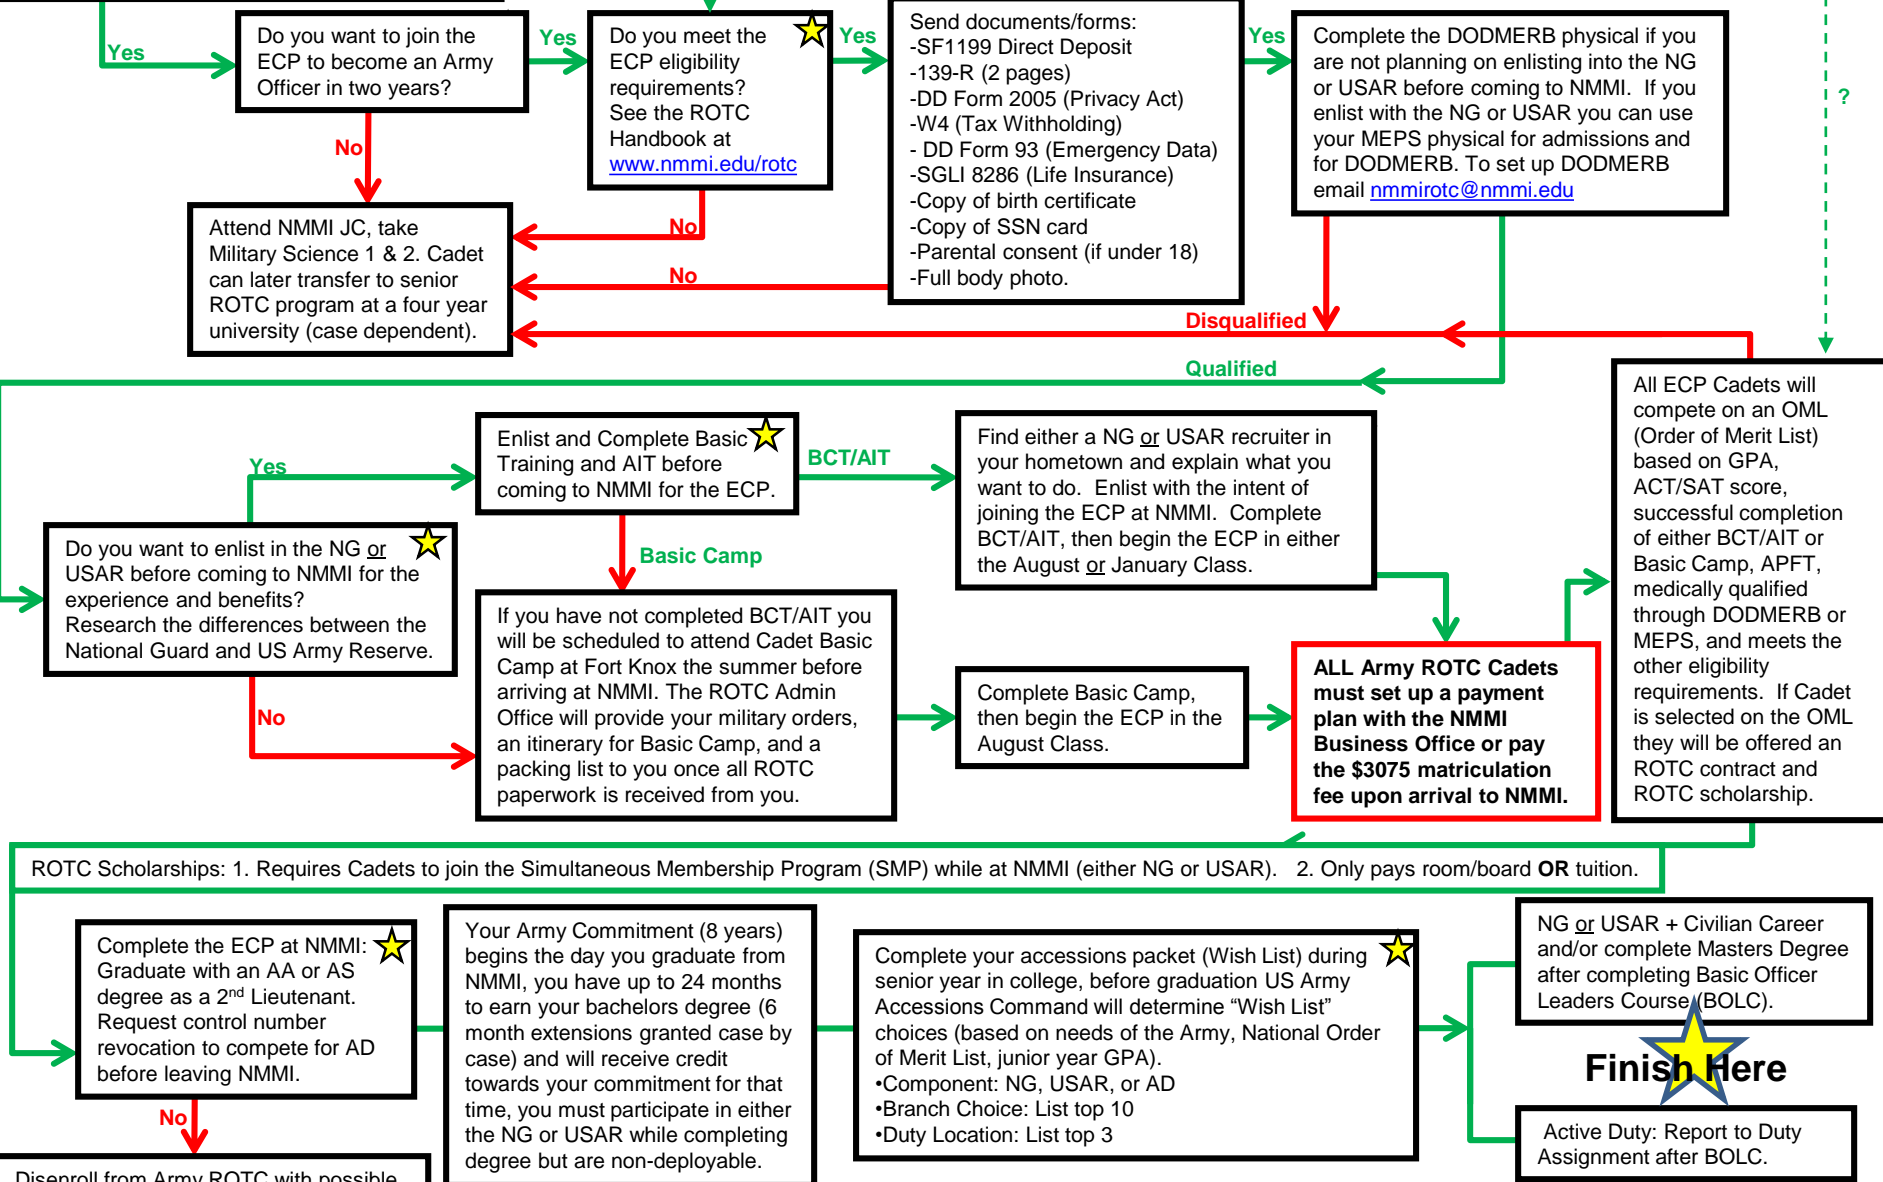 Yes
Do you want to join the
ECP to become an Army
Officer in two years?
Yes
No
Do you meet the
ECP eligibility
requirements?
See the ROTC
Handbook at
www.nmmi.edu/rotc
Yes
No
Send documents/forms:
-SF1199 Direct Deposit
-139-R (2 pages)
-DD Form 2005 (Privacy Act)
-W4 (Tax Withholding)
- DD Form 93 (Emergency Data)
-SGLI 8286 (Life Insurance)
-Copy of birth certificate
-Copy of SSN card
-Parental consent (if under 18)
-Full body photo.
Yes
No
Complete the DODMERB physical if you
are not planning on enlisting into the NG
or USAR before coming to NMMI. If you
enlist with the NG or USAR you can use
your MEPS physical for admissions and
for DODMERB. To set up DODMERB
email nmmirotc@nmmi.edu
?
Attend NMMI JC, take
Military Science 1 & 2. Cadet
can later transfer to senior
ROTC program at a four year
university (case dependent).
Disqualified
Qualified
Do you want to enlist in the NG or
USAR before coming to NMMI for the
experience and benefits?
Research the differences between the
National Guard and US Army Reserve.
Yes
No
Enlist and Complete Basic
Training and AIT before
coming to NMMI for the ECP.
BCT/AIT
Basic Camp
Find either a NG or USAR recruiter in
your hometown and explain what you
want to do. Enlist with the intent of
joining the ECP at NMMI. Complete
BCT/AIT, then begin the ECP in either
the August or January Class.
If you have not completed BCT/AIT you
will be scheduled to attend Cadet Basic
Camp at Fort Knox the summer before
arriving at NMMI. The ROTC Admin
Office will provide your military orders,
an itinerary for Basic Camp, and a
packing list to you once all ROTC
paperwork is received from you.
Complete Basic Camp,
then begin the ECP in the
August Class.
ALL Army ROTC Cadets
must set up a payment
plan with the NMMI
Business Office or pay
the $3075 matriculation
fee upon arrival to NMMI.
All ECP Cadets will
compete on an OML
(Order of Merit List)
based on GPA,
ACT/SAT score,
successful completion
of either BCT/AIT or
Basic Camp, APFT,
medically qualified
through DODMERB or
MEPS, and meets the
other eligibility
requirements. If Cadet
is selected on the OML
they will be offered an
ROTC contract and
ROTC scholarship.
ROTC Scholarships: 1. Requires Cadets to join the Simultaneous Membership Program (SMP) while at NMMI (either NG or USAR). 2. Only pays room/board OR tuition.
Complete the ECP at NMMI:
Graduate with an AA or AS
degree as a 2nd Lieutenant.
Request control number
revocation to compete for AD
before leaving NMMI.
No
Disenroll from Army ROTC with possible
Your Army Commitment (8 years)
begins the day you graduate from
NMMI, you have up to 24 months
to earn your bachelors degree (6
month extensions granted case by
case) and will receive credit
towards your commitment for that
time, you must participate in either
the NG or USAR while completing
degree but are non-deployable.
Complete your accessions packet (Wish List) during
senior year in college, before graduation US Army
Accessions Command will determine “Wish List”
choices (based on needs of the Army, National Order
of Merit List, junior year GPA).
•Component: NG, USAR, or AD
•Branch Choice: List top 10
•Duty Location: List top 3
NG or USAR + Civilian Career
and/or complete Masters Degree
after completing Basic Officer
Leaders Course (BOLC).
Finish Here
Active Duty: Report to Duty
Assignment after BOLC.